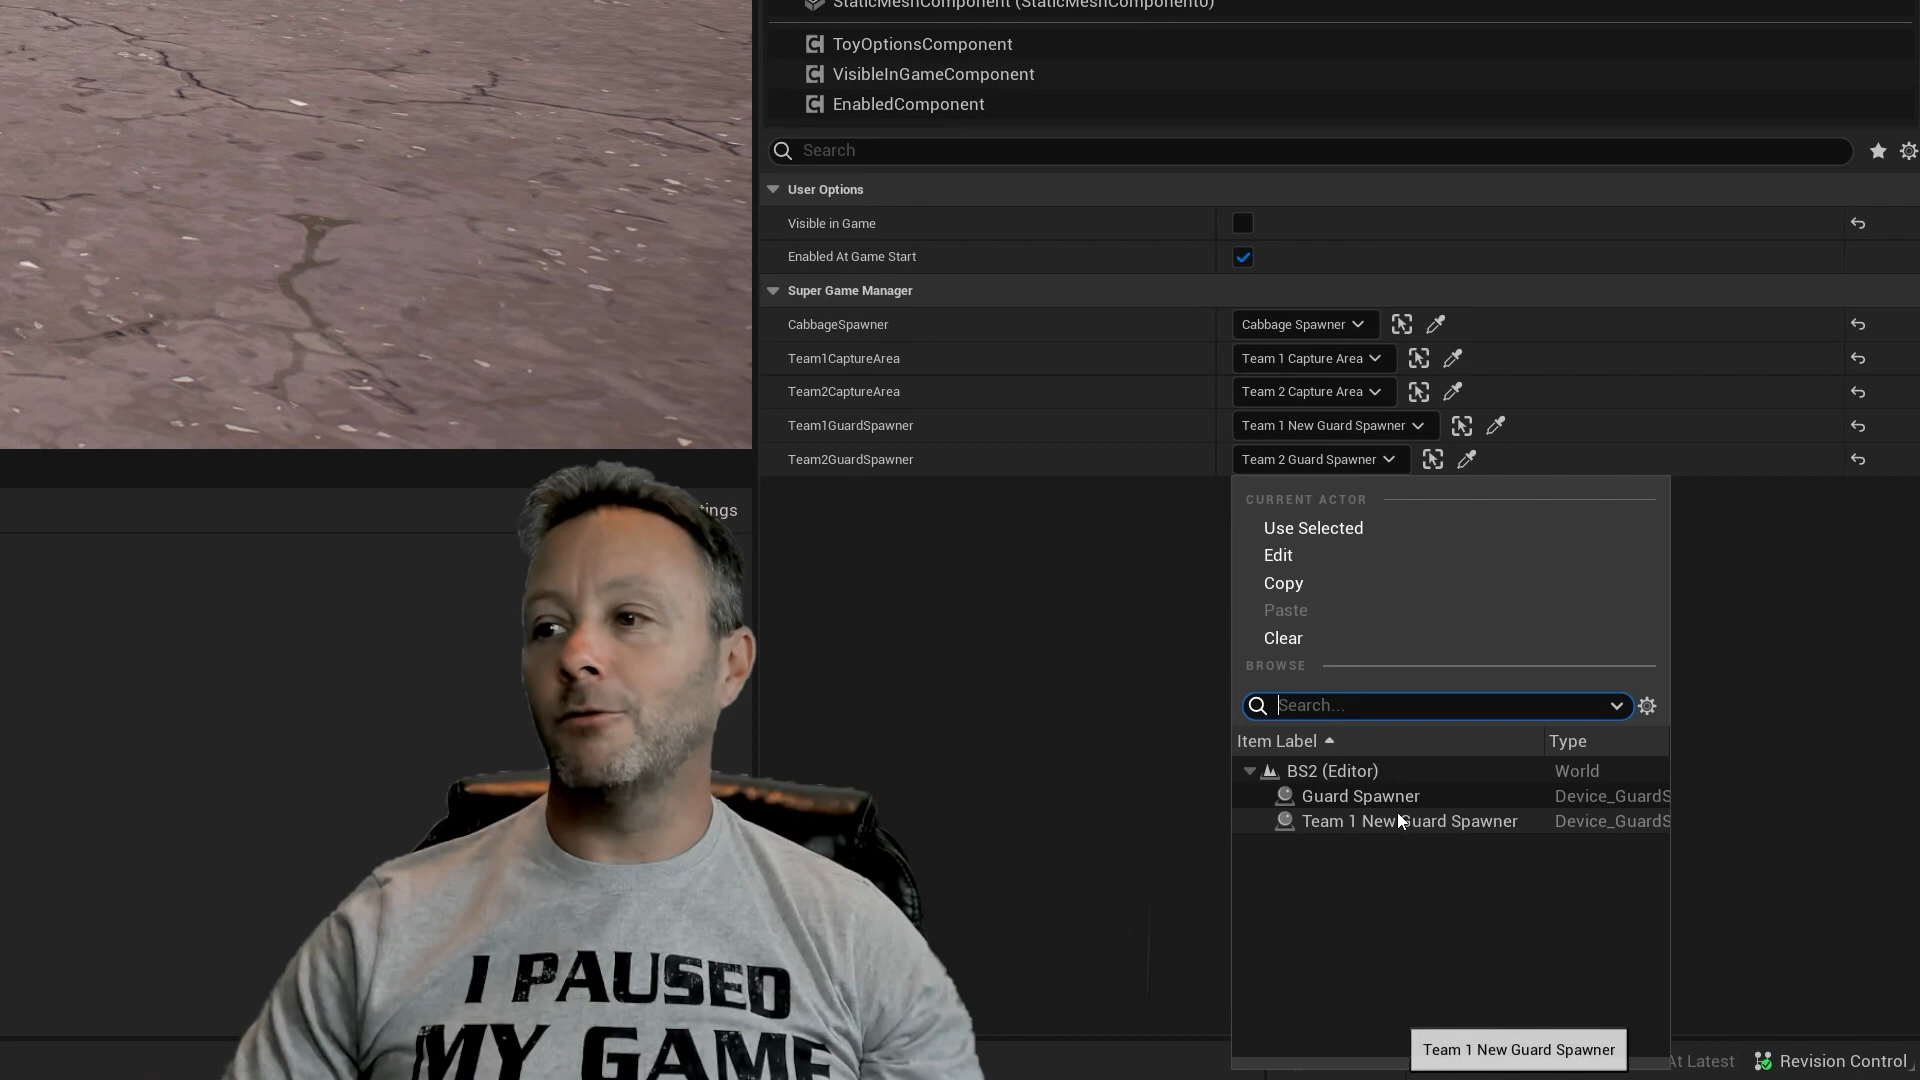 StaticMeshComponent (StaticMeshComponent0)
ToyOptionsComponent
VisibleInGameComponent
EnabledComponent
Search
User Options
Visible in Game
Enabled At Game Start
Super Game Manager
CabbageSpawner Cabbage Spawner
Team1CaptureArea Team 1 Capture Area
Team2CaptureArea Team 2 Capture Area
Team1GuardSpawner Team 1 New Guard Spawner
Team2GuardSpawner Team 2 Guard Spawner
CURRENT ACTOR
Use Selected
Edit
Copy
Paste
Clear
BROWSE
Search...
Item Label Type
BS2 (Editor) World
Guard Spawner Device_GuardS
Team 1 New Guard Spawner Device_GuardS
Team 1 New Guard Spawner
At Latest Revision Control
tings
I PAUSED
MY GAME